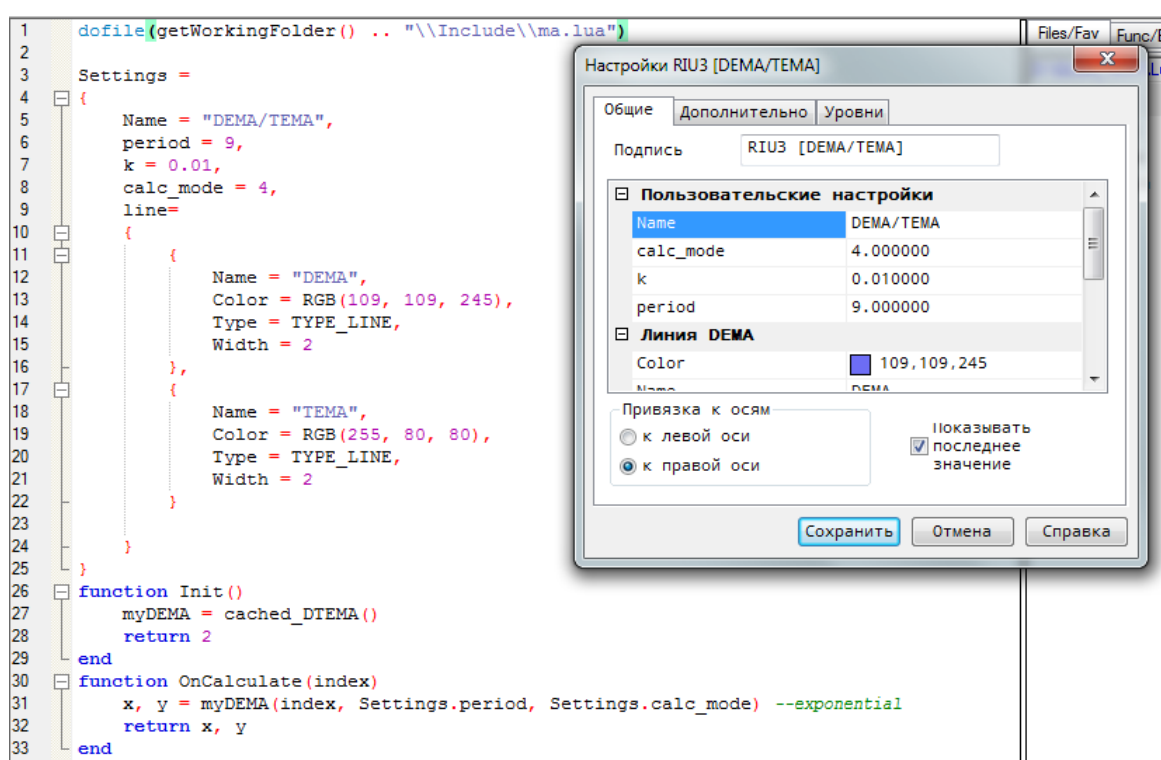 1 dofile(getWorkingFolder() .. "\\Include\\ma.lua")
2
3 Settings =
4 {
5 Name = "DEMA/TEMA",
6 period = 9,
7 k = 0.01,
8 calc_mode = 4,
9 line=
10 {
11 {
12 Name = "DEMA",
13 Color = RGB(109, 109, 245),
14 Type = TYPE_LINE,
15 Width = 2
16 },
17 {
18 Name = "TEMA",
19 Color = RGB(255, 80, 80),
20 Type = TYPE_LINE,
21 Width = 2
22 }
23
24 }
25 }
26 function Init()
27 myDEMA = cached_DTEMA()
28 return 2
29 end
30 function OnCalculate(index)
31 x, y = myDEMA(index, Settings.period, Settings.calc_mode) --exponential
32 return x, y
33 end
Files/Fav Func/
Настройки RIU3 [DEMA/TEMA]
Общие Дополнительно Уровни
Подпись RIU3 [DEMA/TEMA]
Пользовательские настройки
Name DEMA/TEMA
calc_mode 4.000000
k 0.010000
period 9.000000
Линия DEMA
Color 109,109,245
Name DEMA
Привязка к осям
к левой оси
к правой оси
Показывать
последнее
значение
Сохранить Отмена Справка